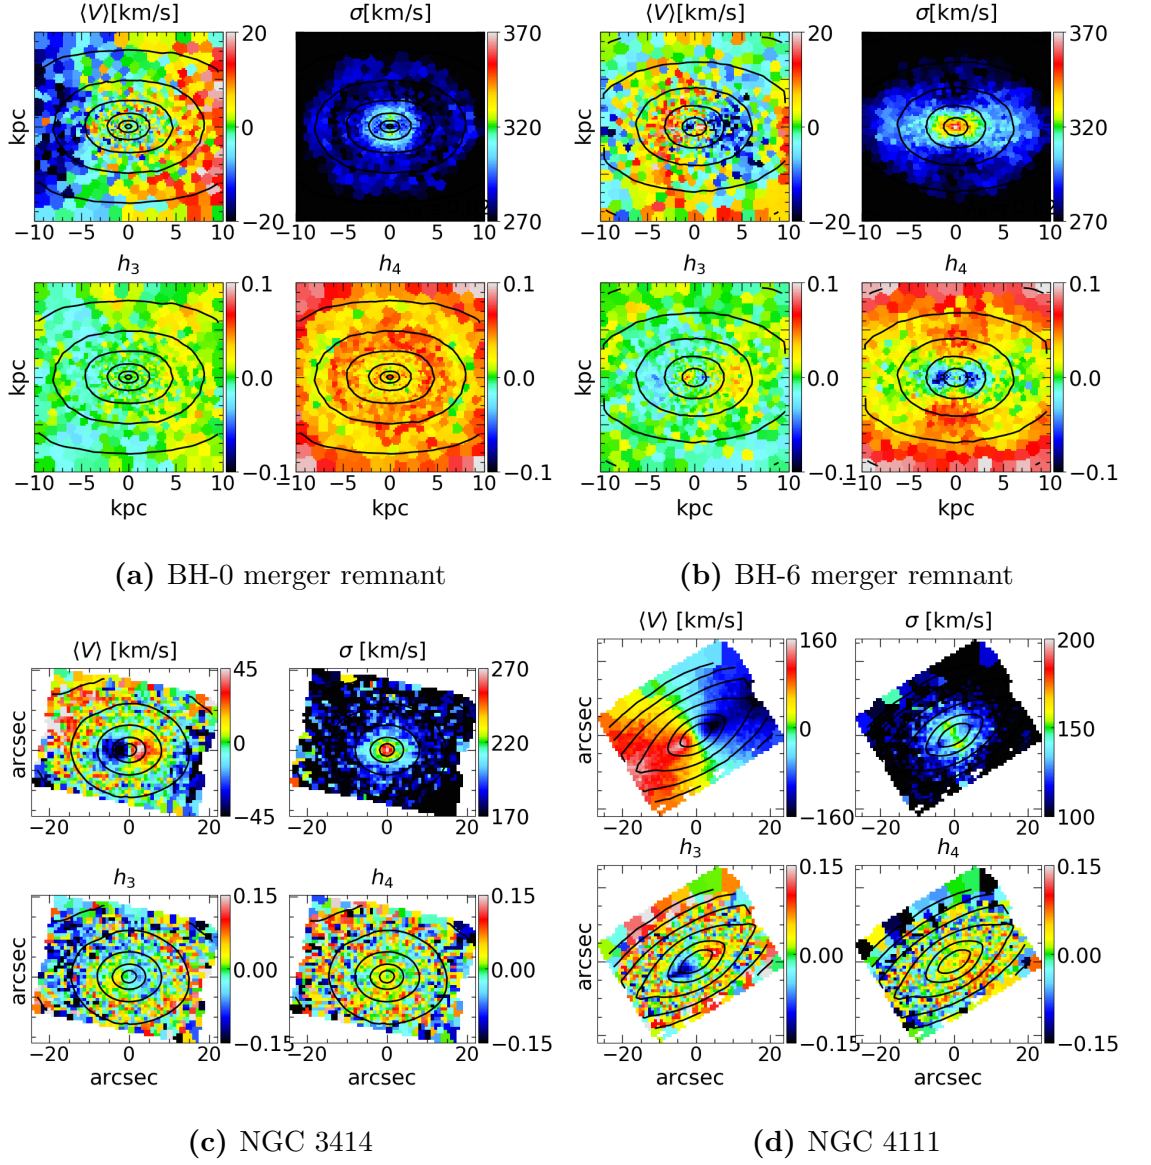 ⟨V⟩[km/s] σ[km/s] ⟨V⟩[km/s] σ[km/s]
kpc 20 0 −20 370 320 270 kpc 20 0 −20 370 320 270
−10 −5 0 5 10 −10 −5 0 5 10 −10 −5 0 5 10 −10 −5 0 5 10
h3 h4 h3 h4
kpc 0.1 0.0 −0.1 0.1 0.0 −0.1 kpc 0.1 0.0 −0.1 0.1 0.0 −0.1
−10 −5 0 5 10 −10 −5 0 5 10 −10 −5 0 5 10 −10 −5 0 5 10
kpc kpc kpc kpc
(a) BH-0 merger remnant (b) BH-6 merger remnant
⟨V⟩ [km/s] σ [km/s] ⟨V⟩ [km/s] σ [km/s]
arcsec 45 0 −45 270 220 170 arcsec 160 0 −160 200 150 100
−20 0 20 −20 0 20 −20 0 20 −20 0 20
h3 h4 h3 h4
arcsec 0.15 0.00 −0.15 0.15 0.00 −0.15 arcsec 0.15 0.00 −0.15 0.15 0.00 −0.15
−20 0 20 −20 0 20 −20 0 20 −20 0 20
arcsec arcsec arcsec arcsec
(c) NGC 3414 (d) NGC 4111